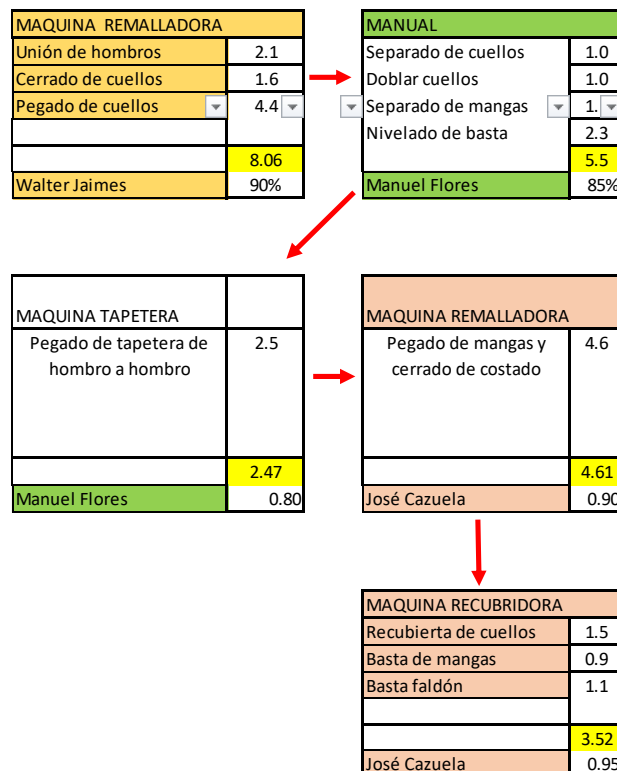 MAQUINA REMALLADORA
Unión de hombros 2.1
Cerrado de cuellos 1.6
Pegado de cuellos 4.4
8.06
Walter Jaimes 90%
MANUAL
Separado de cuellos 1.0
Doblar cuellos 1.0
Separado de mangas 1.
Nivelado de basta 2.3
5.5
Manuel Flores 85%
MAQUINA TAPETERA
Pegado de tapetera de 2.5
hombro a hombro
2.47
Manuel Flores 0.80
MAQUINA REMALLADORA
Pegado de mangas y 4.6
cerrado de costado
4.61
José Cazuela 0.90
MAQUINA RECUBRIDORA
Recubierta de cuellos 1.5
Basta de mangas 0.9
Basta faldón 1.1
3.52
José Cazuela 0.95